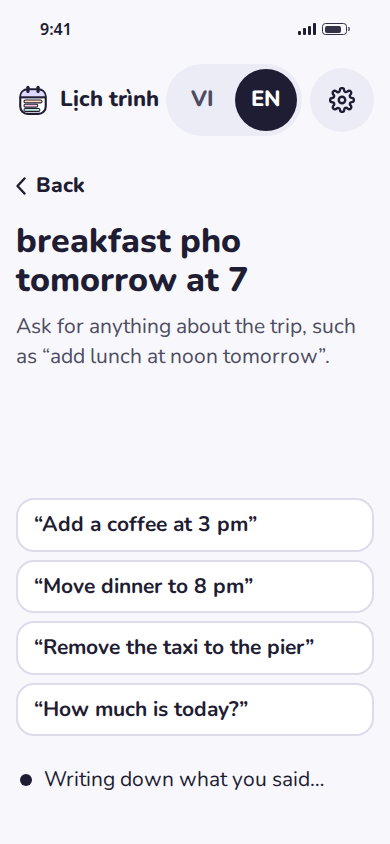 9:41
Lịch trình
VI
EN
Back
breakfast pho
tomorrow at 7
Ask for anything about the trip, such
as “add lunch at noon tomorrow”.
“Add a coffee at 3 pm”
“Move dinner to 8 pm”
“Remove the taxi to the pier”
“How much is today?”
Writing down what you said...